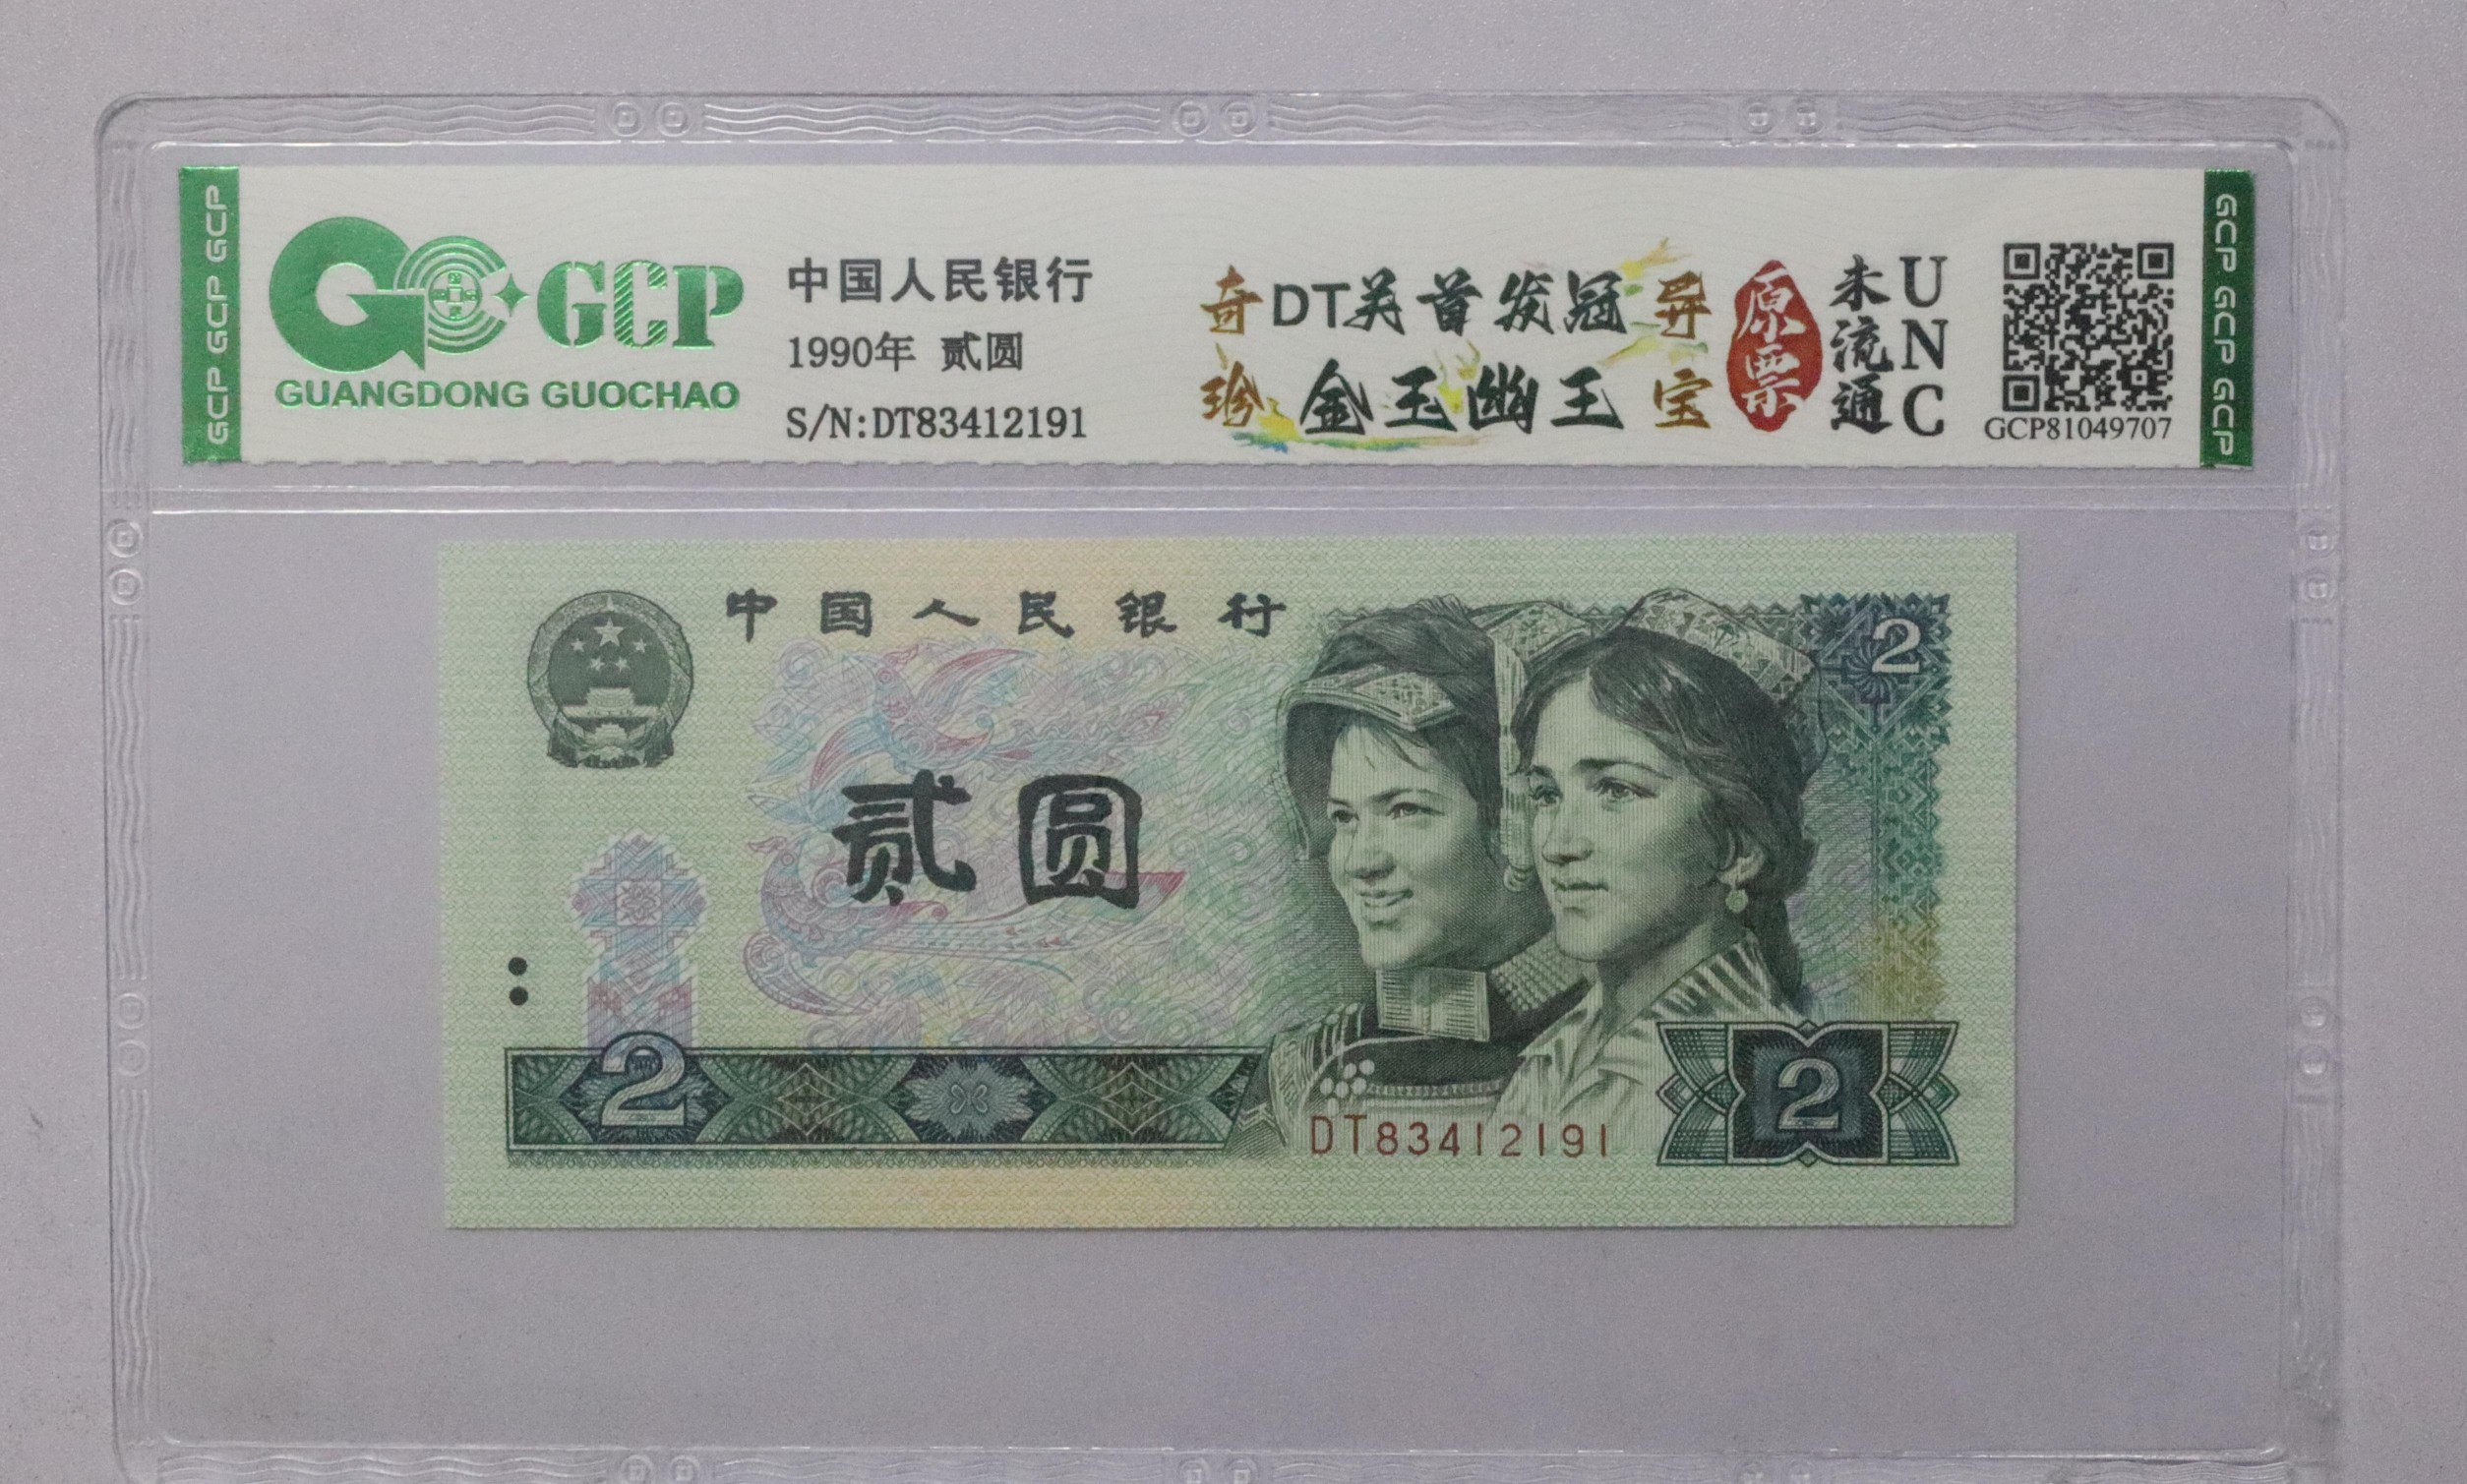 GCP GCP GCP
GCP
GUANGDONG GUOCHAO
中国人民银行
1990年 贰圆
S/N:DT83412191
奇DT关首发冠异
珍金玉幽王宝
原票
未流通
UNC
GCP81049707
GCP GCP GCP
中国人民银行
2
贰圆
2
DT83412191
2